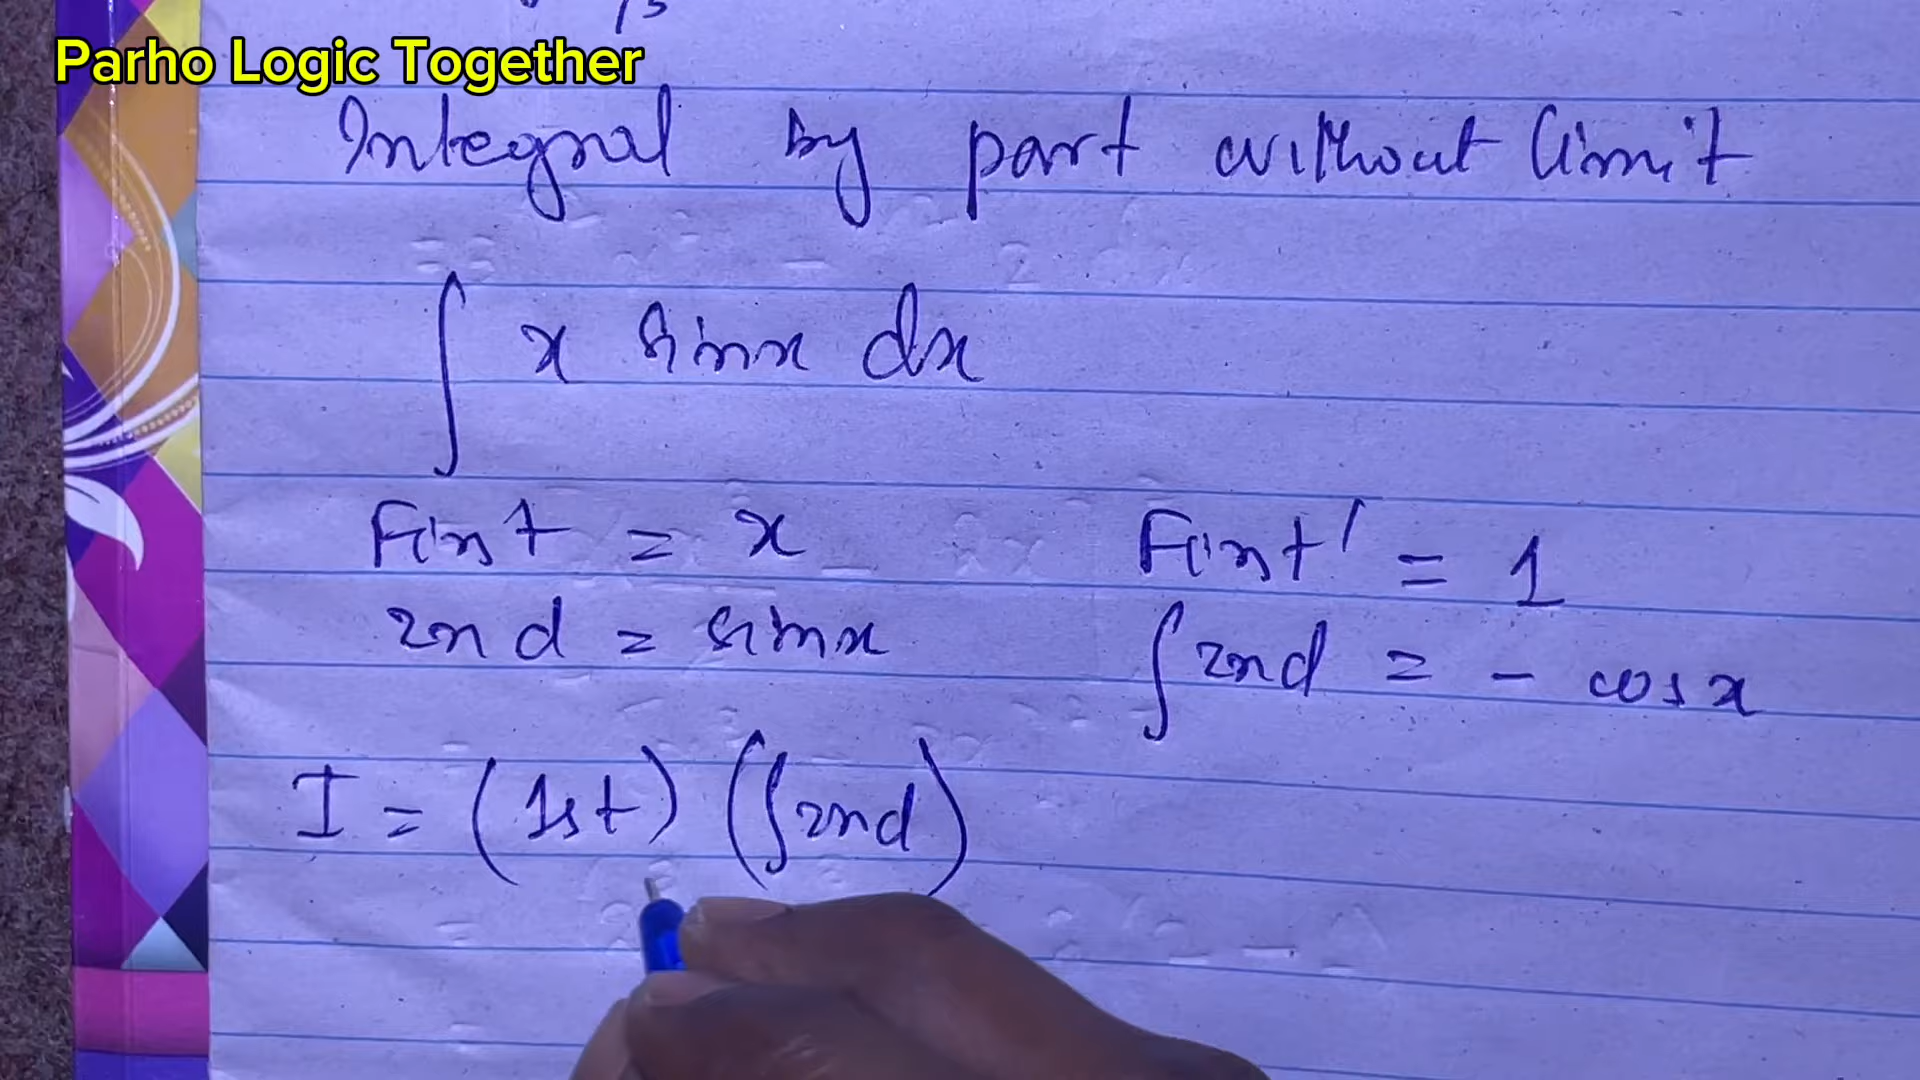 Parho Logic Together
Integral by part without limit
∫ x sinx dx
First = x
First' = 1
2nd = sinx
∫2nd = - cosx
I = (1st) (∫2nd)